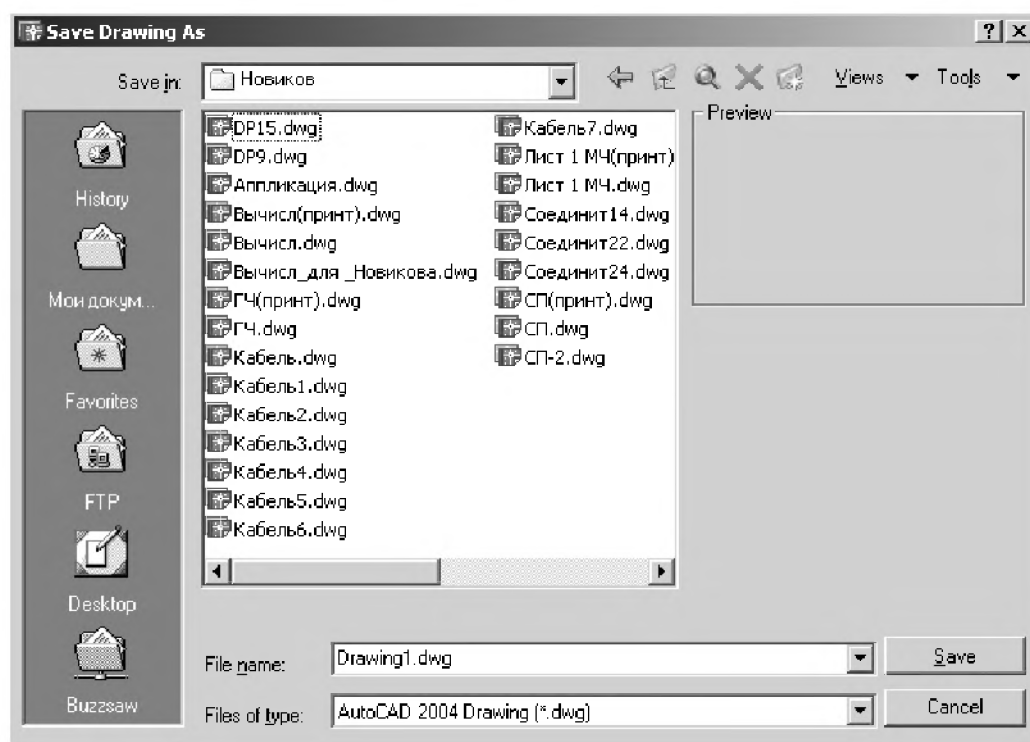 Save Drawing As
Save in:
Новиков
Views
Tools
History
Мои докум...
Favorites
FTP
Desktop
Buzzsaw
DP15.dwg
DP9.dwg
Аппликация.dwg
Вычисл(принт).dwg
Вычисл.dwg
Вычисл_для _Новикова.dwg
ГЧ(принт).dwg
ГЧ.dwg
Кабель.dwg
Кабель1.dwg
Кабель2.dwg
Кабель3.dwg
Кабель4.dwg
Кабель5.dwg
Кабель6.dwg
Кабель7.dwg
Лист 1 МЧ(принт)
Лист 1 МЧ.dwg
Соединит14.dwg
Соединит22.dwg
Соединит24.dwg
СП(принт).dwg
СП.dwg
СП-2.dwg
Preview
File name:
Drawing1.dwg
Save
Files of type:
AutoCAD 2004 Drawing (*.dwg)
Cancel